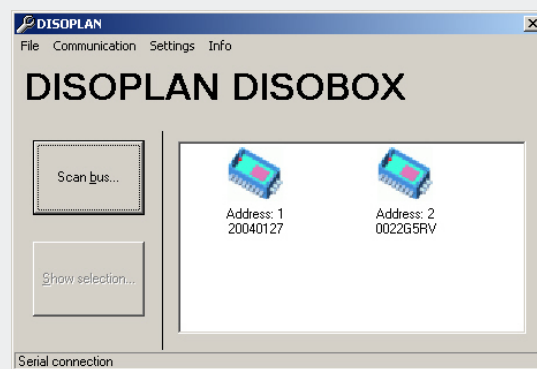 DISOPLAN
File Communication Settings Info
DISOPLAN DISOBOX
Scan bus...
Show selection...
Address: 1
20040127
Address: 2
0022G5RV
Serial connection